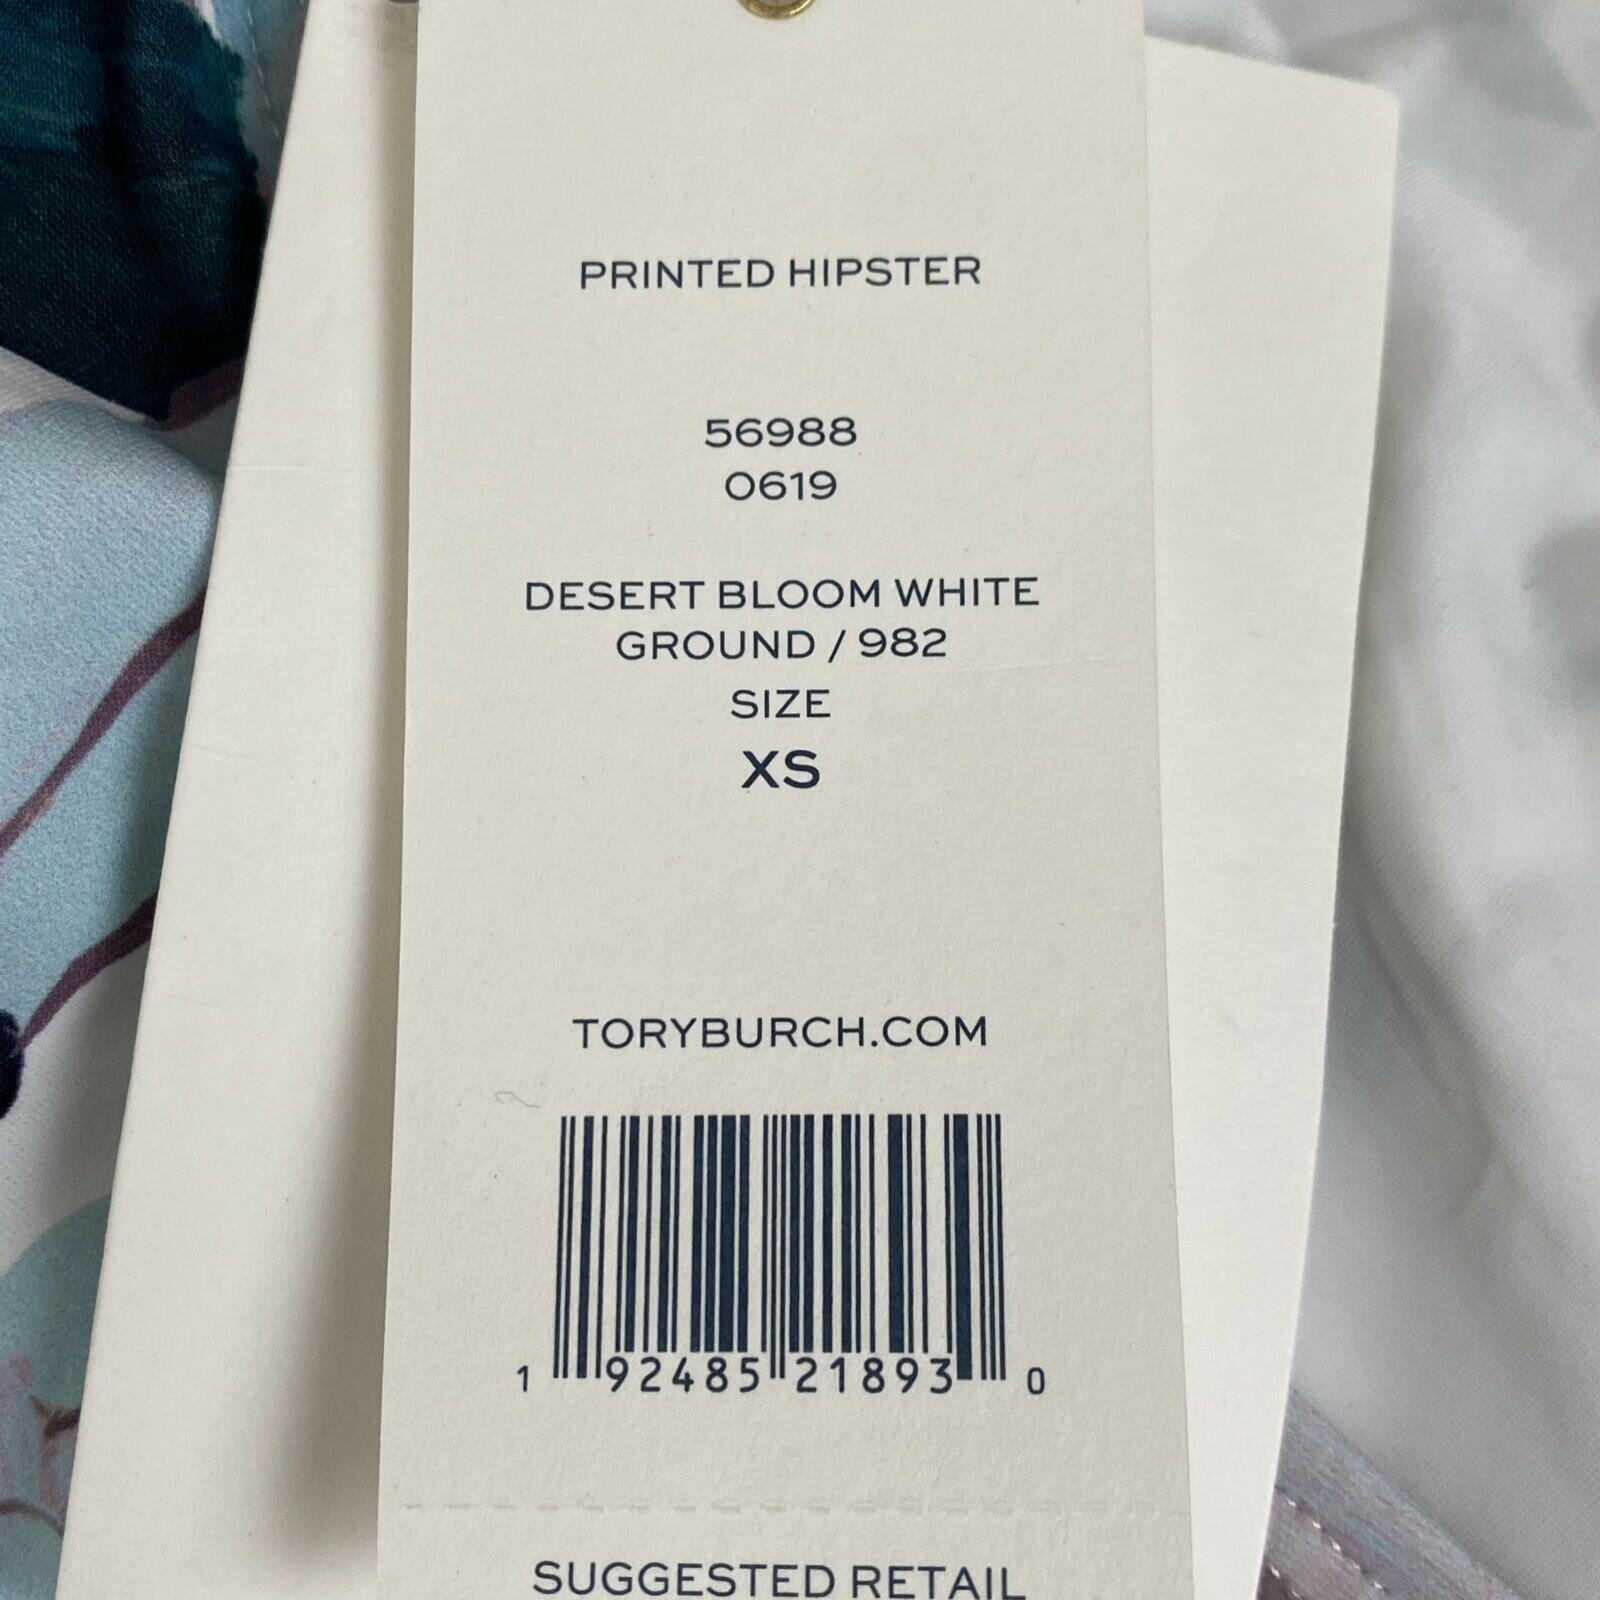 PRINTED HIPSTER
56988
0619
DESERT BLOOM WHITE
GROUND / 982
SIZE
XS
TORYBURCH.COM
1 92485 21893 0
SUGGESTED RETAIL